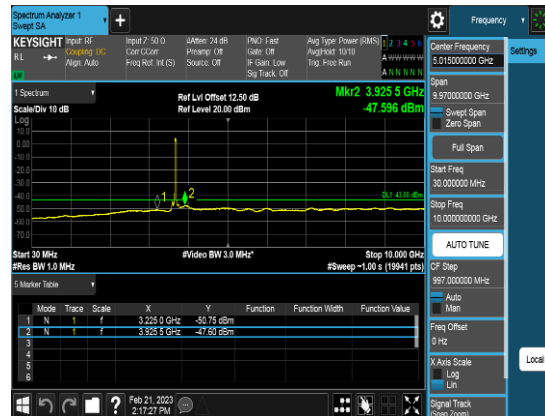 Spectrum Analyzer 1
Swept SA
+
Frequency
KEYSIGHT
RL
Input: RF
Coupling: DC
Align: Auto
Input Z: 50 Ω
Corr CCorr
Freq Ref: Int (S)
#Atten: 24 dB
Preamp: Off
Source: Off
PNO: Fast
Gate: Off
IF Gain: Low
Sig Track: Off
Avg Type: Power (RMS)
Avg|Hold: 10/10
Trig: Free Run
1 2 3 4 5 6
A W W W W W
A N N N N N
1 Spectrum
Scale/Div 10 dB
Ref Lvl Offset 12.50 dB
Ref Level 20.00 dBm
Mkr2 3.925 5 GHz
-47.596 dBm
Log
10.0
0.00
-10.0
-20.0
-30.0
-40.0
-50.0
-60.0
-70.0
1
2
DL1 -43.00 dBm
Start 30 MHz
#Res BW 1.0 MHz
#Video BW 3.0 MHz*
Stop 10.000 GHz
#Sweep ~1.00 s (19941 pts)
5 Marker Table
Mode Trace Scale X Y Function Function Width Function Value
1 N 1 f 3.225 0 GHz -50.75 dBm
2 N 1 f 3.925 5 GHz -47.60 dBm
3
4
5
6
Feb 21, 2023
2:17:27 PM
?
Center Frequency
5.015000000 GHz
Settings
Span
9.97000000 GHz
Swept Span
Zero Span
Full Span
Start Freq
30.000000 MHz
Stop Freq
10.000000000 GHz
AUTO TUNE
CF Step
997.000000 MHz
Auto
Man
Freq Offset
0 Hz
X Axis Scale
Log
Lin
Local
Signal Track
(Span Zoom)